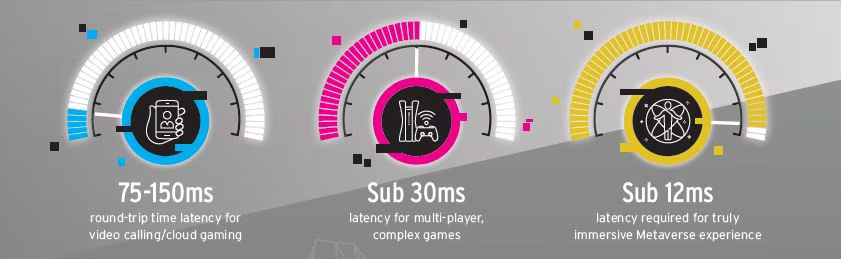 75-150ms
round-trip time latency for
video calling/cloud gaming
Sub 30ms
latency for multi-player,
complex games
Sub 12ms
latency required for truly
immersive Metaverse experience